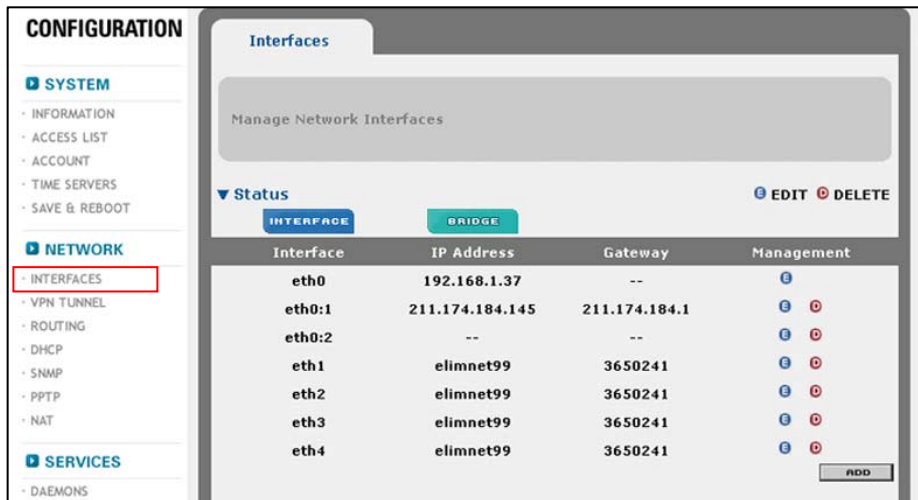 CONFIGURATION
SYSTEM
· INFORMATION
· ACCESS LIST
· ACCOUNT
· TIME SERVERS
· SAVE & REBOOT
NETWORK
· INTERFACES
· VPN TUNNEL
· ROUTING
· DHCP
· SNMP
· PPTP
· NAT
SERVICES
· DAEMONS
Interfaces
Manage Network Interfaces
▼ Status E EDIT D DELETE
INTERFACE BRIDGE
Interface IP Address Gateway Management
eth0 192.168.1.37 -- E
eth0:1 211.174.184.145 211.174.184.1 E D
eth0:2 -- -- E D
eth1 elimnet99 3650241 E D
eth2 elimnet99 3650241 E D
eth3 elimnet99 3650241 E D
eth4 elimnet99 3650241 E D
ADD